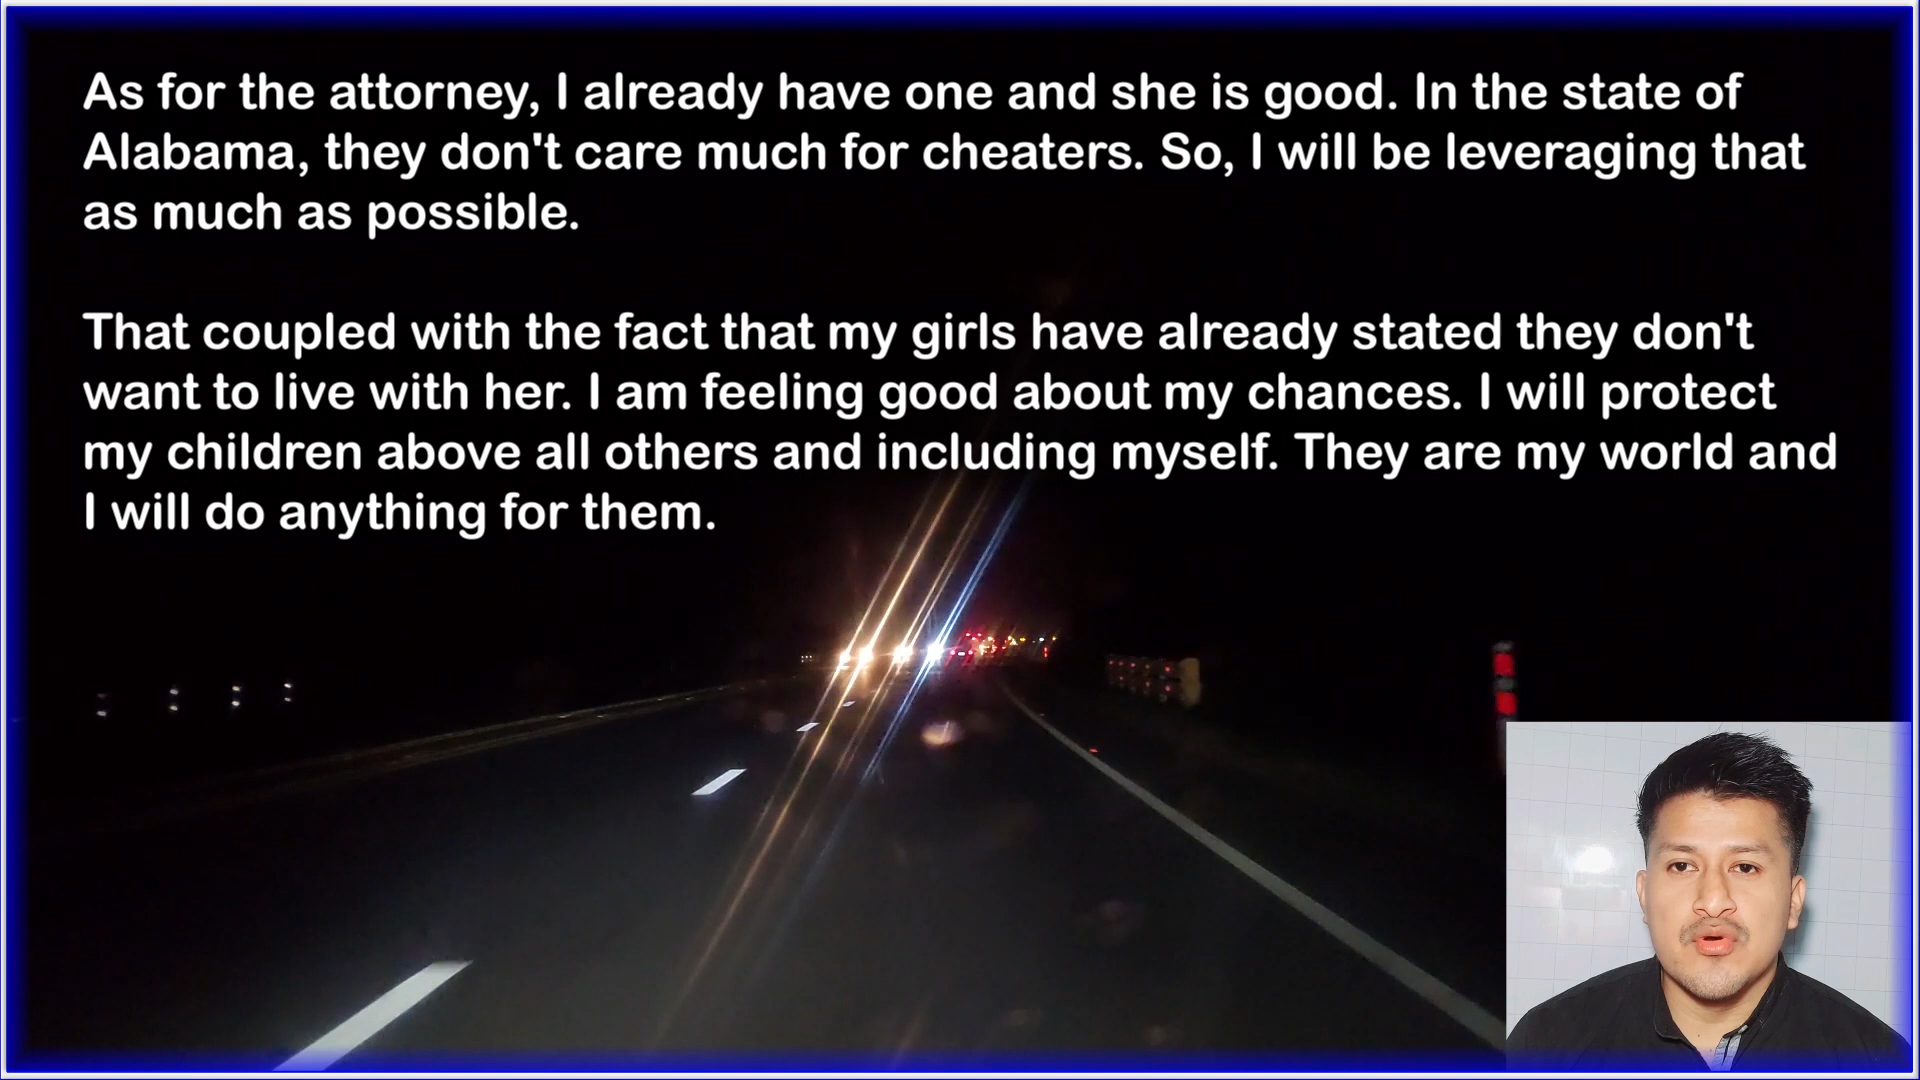 As for the attorney, I already have one and she is good. In the state of
Alabama, they don't care much for cheaters. So, I will be leveraging that
as much as possible.
That coupled with the fact that my girls have already stated they don't
want to live with her. I am feeling good about my chances. I will protect
my children above all others and including myself. They are my world and
I will do anything for them.